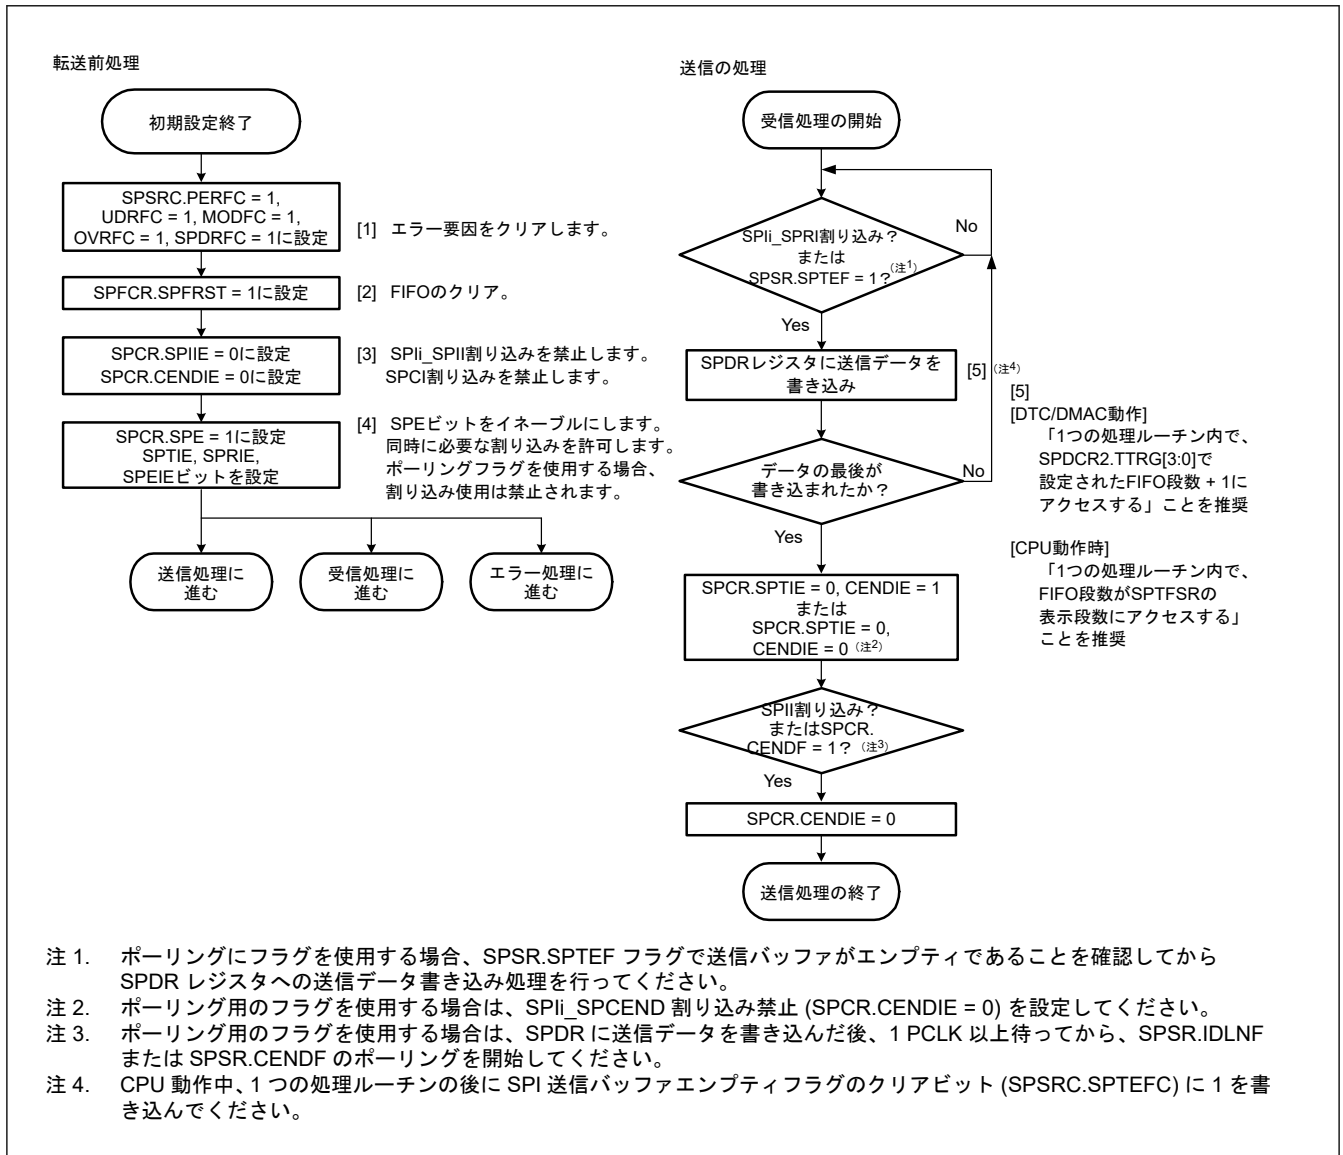 転送前処理
初期設定終了
SPSRC.PERFC = 1,
UDRFC = 1, MODFC = 1,
OVRFC = 1, SPDRFC = 1に設定
[1] エラー要因をクリアします。
SPFCR.SPFRST = 1に設定
[2] FIFOのクリア。
SPCR.SPIIE = 0に設定
SPCR.CENDIE = 0に設定
[3] SPIi_SPII割り込みを禁止します。
SPCI割り込みを禁止します。
SPCR.SPE = 1に設定
SPTIE, SPRIE,
SPEIEビットを設定
[4] SPEビットをイネーブルにします。
同時に必要な割り込みを許可します。
ポーリングフラグを使用する場合、
割り込み使用は禁止されます。
送信処理に
進む
受信処理に
進む
エラー処理に
進む
送信の処理
受信処理の開始
SPIi_SPRI割り込み？
または
SPSR.SPTEF = 1？(注1)
No
Yes
SPDRレジスタに送信データを
書き込み
[5] (注4)
データの最後が
書き込まれたか？
No
Yes
[5]
[DTC/DMAC動作]
「1つの処理ルーチン内で、
SPDCR2.TTRG[3:0]で
設定されたFIFO段数 + 1に
アクセスする」ことを推奨
[CPU動作時]
「1つの処理ルーチン内で、
FIFO段数がSPTFSRの
表示段数にアクセスする」
ことを推奨
SPCR.SPTIE = 0, CENDIE = 1
または
SPCR.SPTIE = 0,
CENDIE = 0 (注2)
SPII割り込み？
またはSPCR.
CENDF = 1？ (注3)
Yes
SPCR.CENDIE = 0
送信処理の終了
注 1. ポーリングにフラグを使用する場合、SPSR.SPTEF フラグで送信バッファがエンプティであることを確認してから
SPDR レジスタへの送信データ書き込み処理を行ってください。
注 2. ポーリング用のフラグを使用する場合は、SPIi_SPCEND 割り込み禁止 (SPCR.CENDIE = 0) を設定してください。
注 3. ポーリング用のフラグを使用する場合は、SPDR に送信データを書き込んだ後、1 PCLK 以上待ってから、SPSR.IDLNF
または SPSR.CENDF のポーリングを開始してください。
注 4. CPU 動作中、1 つの処理ルーチンの後に SPI 送信バッファエンプティフラグのクリアビット (SPSRC.SPTEFC) に 1 を書
き込んでください。